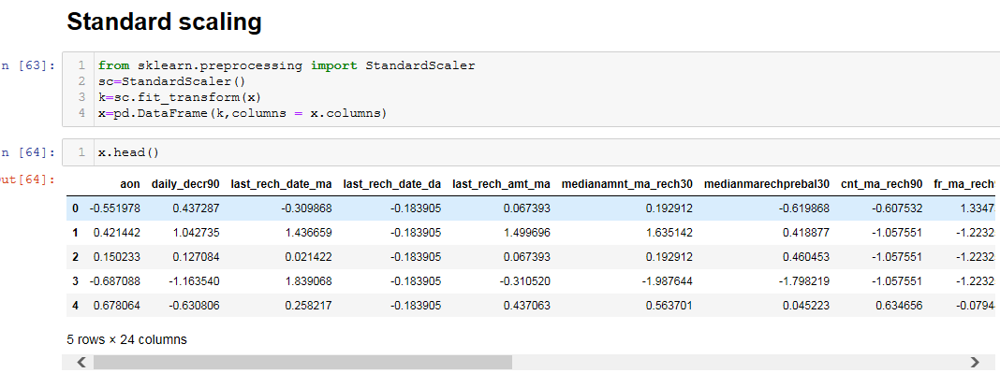 Standard scaling
n [63]:
1 from sklearn.preprocessing import StandardScaler
2 sc=StandardScaler()
3 k=sc.fit_transform(x)
4 x=pd.DataFrame(k,columns = x.columns)
n [64]:
1 x.head()
ut[64]:
aon daily_decr90 last_rech_date_ma last_rech_date_da last_rech_amt_ma medianamnt_ma_rech30 medianmarechprebal30 cnt_ma_rech90 fr_ma_rech
0 -0.551978 0.437287 -0.309868 -0.183905 0.067393 0.192912 -0.619868 -0.607532 1.3347
1 0.421442 1.042735 1.436659 -0.183905 1.499696 1.635142 0.418877 -1.057551 -1.2232
2 0.150233 0.127084 0.021422 -0.183905 0.067393 0.192912 0.460453 -1.057551 -1.2232
3 -0.687088 -1.163540 1.839068 -0.183905 -0.310520 -1.987644 -1.798219 -1.057551 -1.2232
4 0.678064 -0.630806 0.258217 -0.183905 0.437063 0.563701 0.045223 0.634656 -0.0794
5 rows × 24 columns